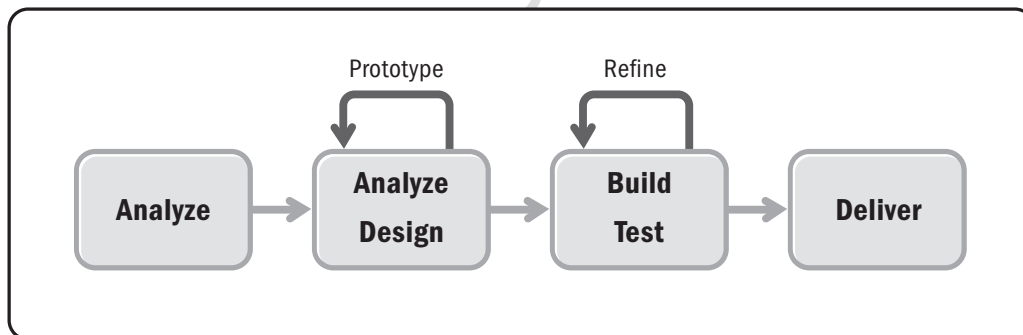 Prototype
Refine
Analyze
Analyze
Design
Build
Test
Deliver